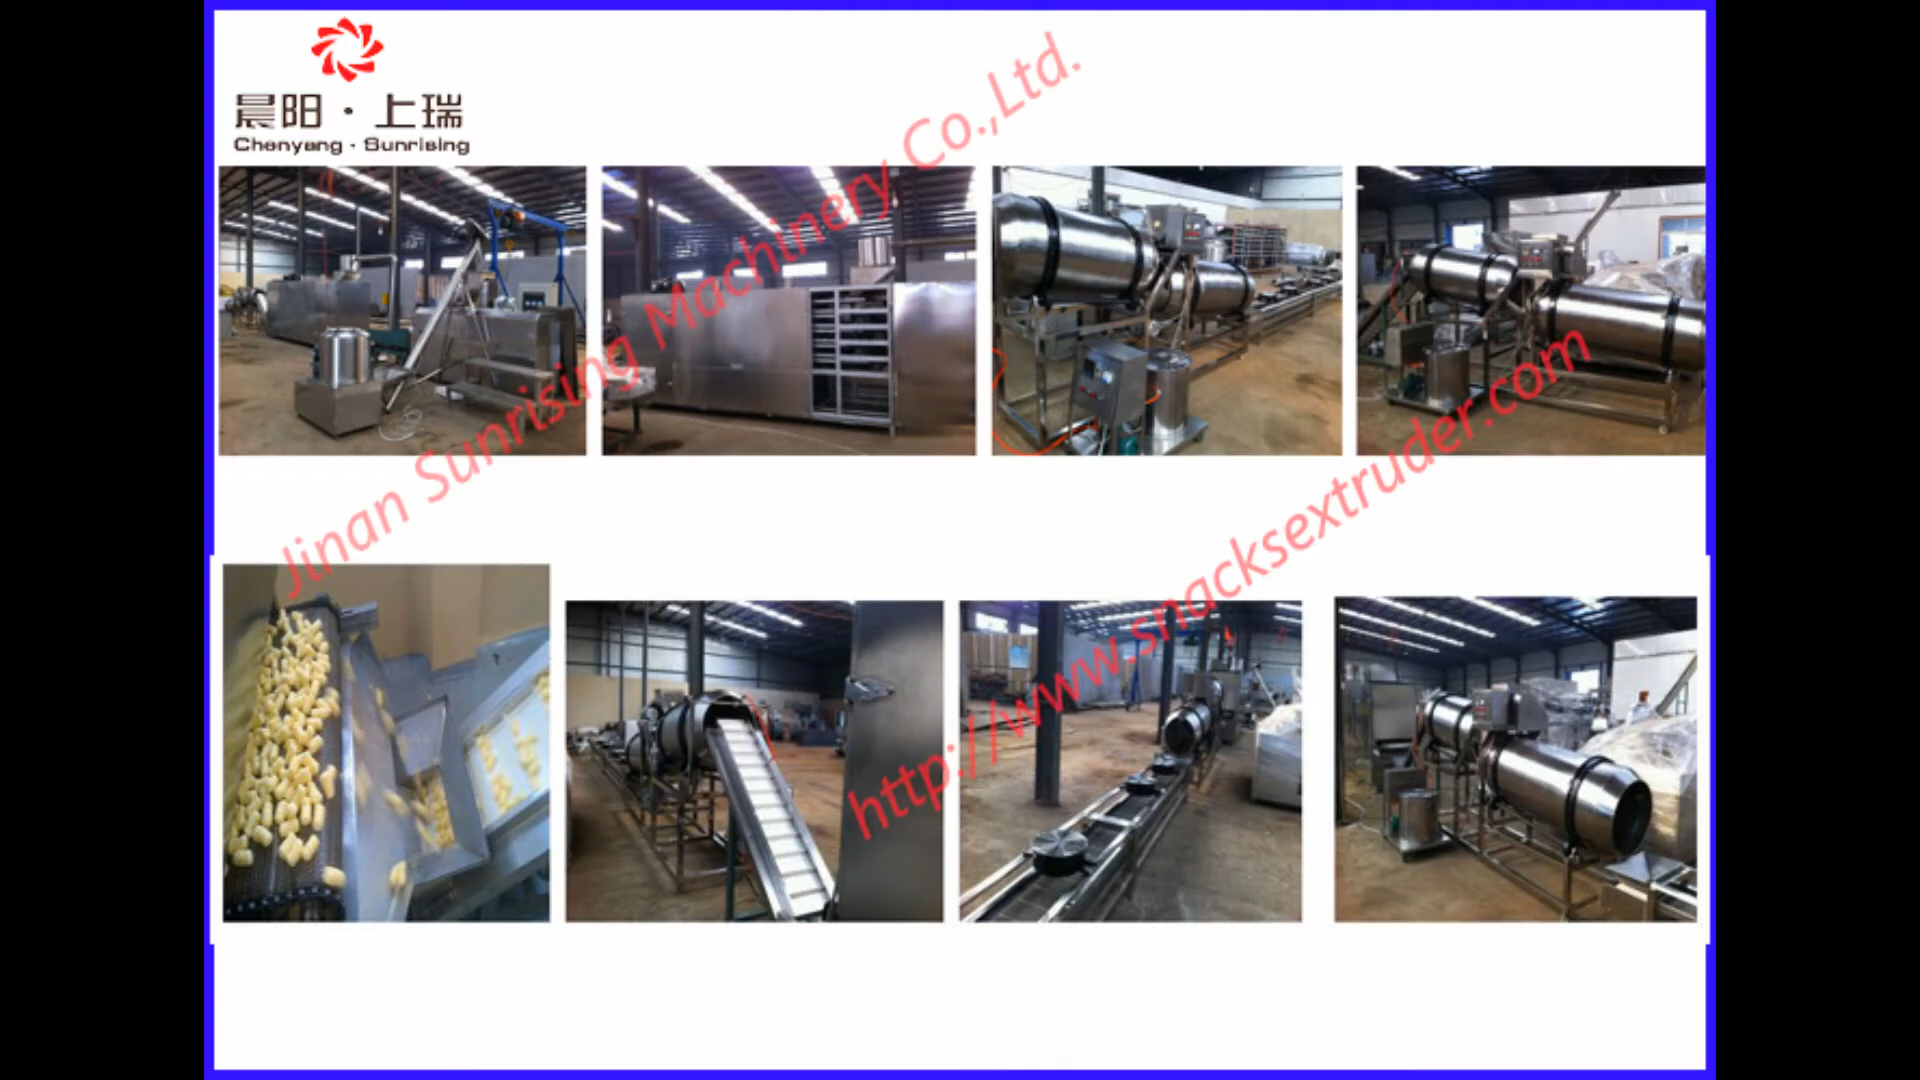 晨阳·上瑞
Chenyang · Sunrising
Jinan Sunrising Machinery Co.,Ltd.
http://www.snacksextruder.com